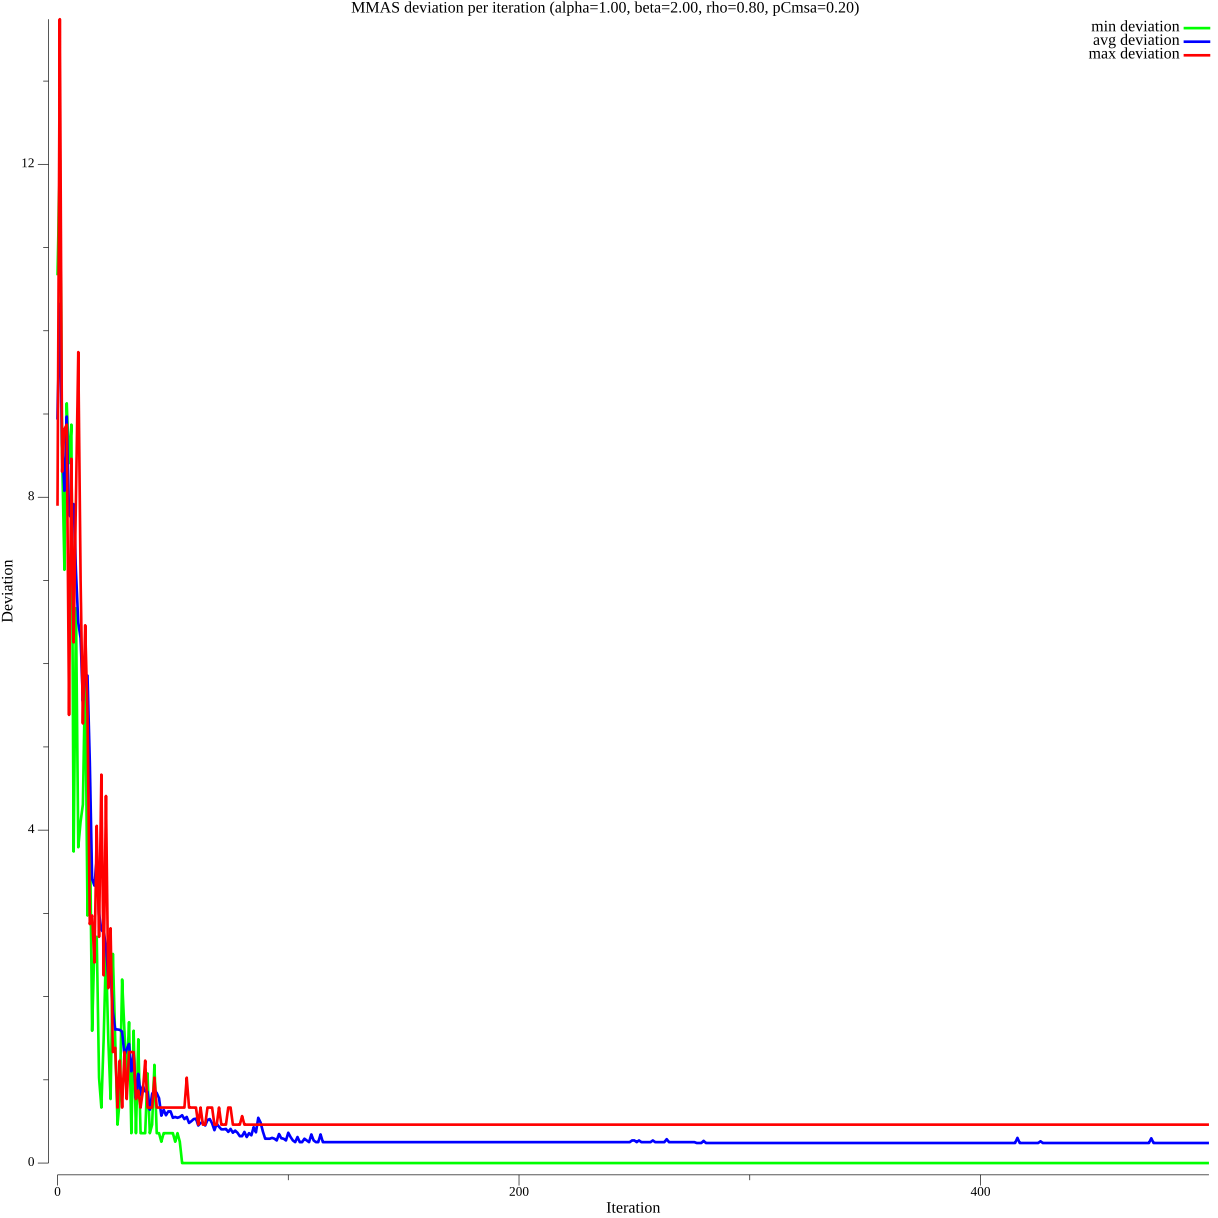 MMAS deviation per iteration (alpha=1.00, beta=2.00, rho=0.80, pCmsa=0.20)
min deviation
avg deviation
max deviation
12
8
4
0
Deviation
0
200
400
Iteration